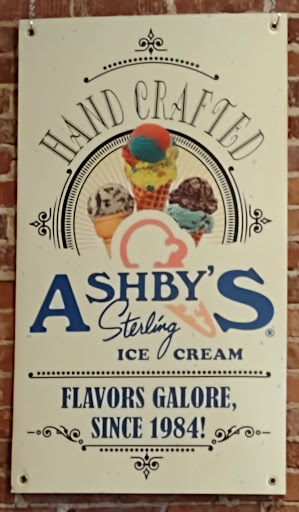 HAND CRAFTED
ASHBY'S
Sterling
ICE CREAM
®
FLAVORS GALORE,
SINCE 1984!